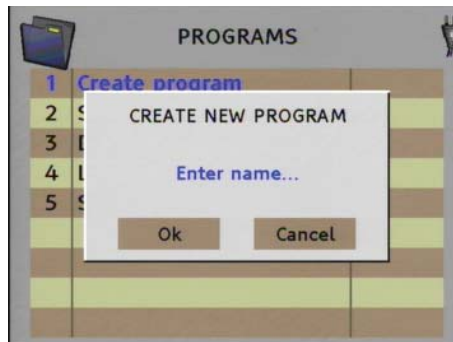 PROGRAMS
1 Create program
2
3
4
5
CREATE NEW PROGRAM
Enter name...
Ok Cancel